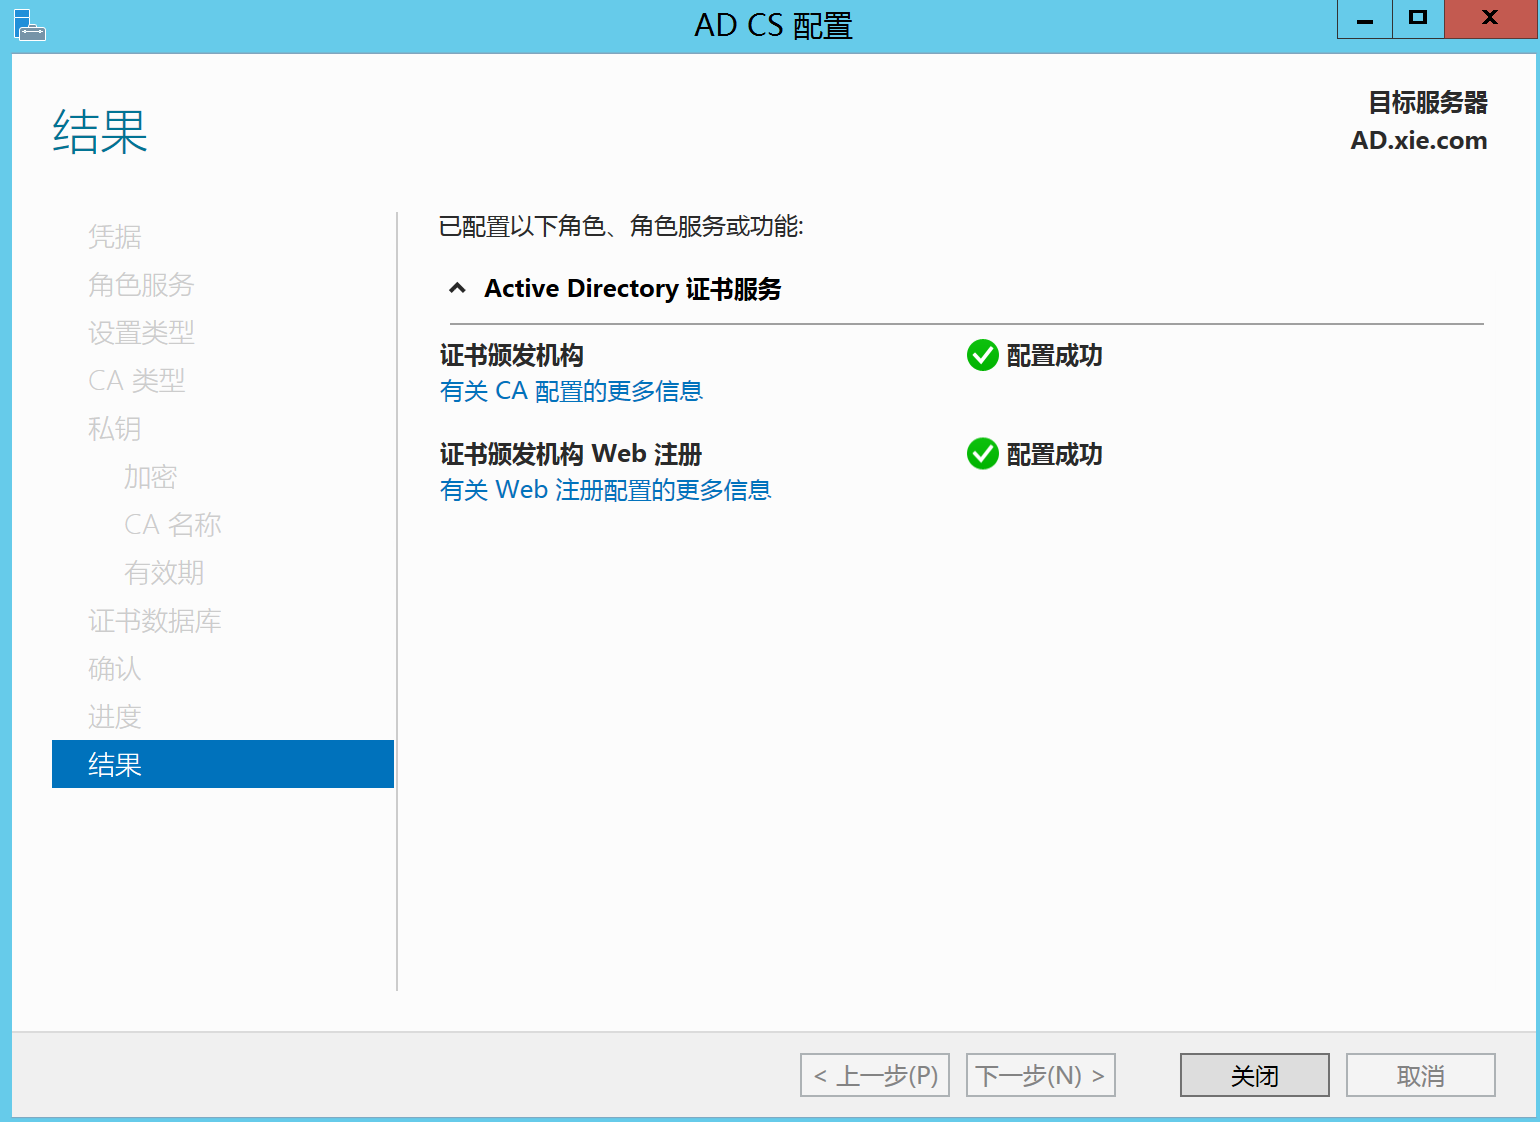 AD CS 配置
结果
目标服务器
AD.xie.com
凭据
角色服务
设置类型
CA 类型
私钥
加密
CA 名称
有效期
证书数据库
确认
进度
结果
已配置以下角色、角色服务或功能:
Active Directory 证书服务
证书颁发机构 配置成功
有关 CA 配置的更多信息
证书颁发机构 Web 注册 配置成功
有关 Web 注册配置的更多信息
< 上一步(P) 下一步(N) > 关闭 取消